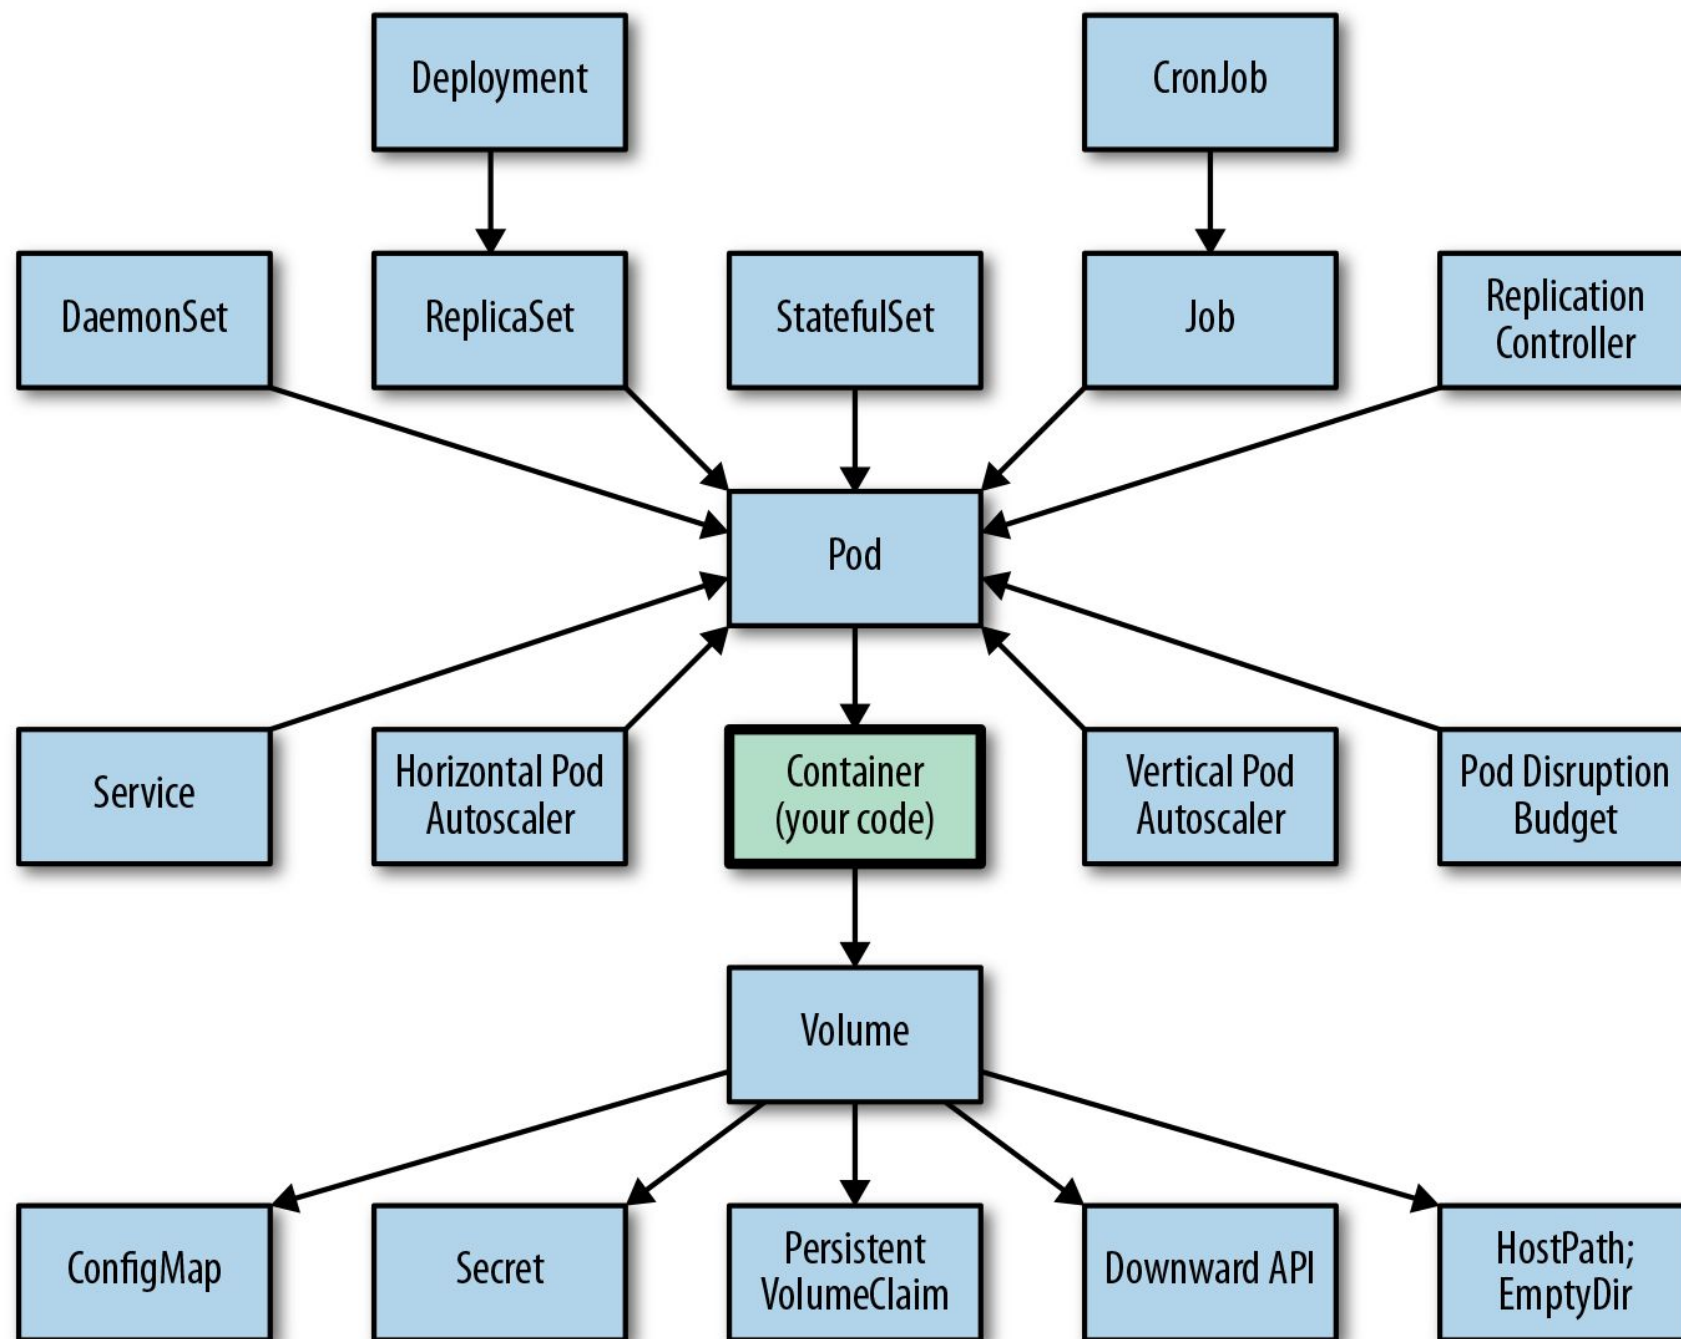 Deployment
CronJob
DaemonSet
ReplicaSet
StatefulSet
Job
Replication
Controller
Pod
Service
Horizontal Pod
Autoscaler
Container
(your code)
Vertical Pod
Autoscaler
Pod Disruption
Budget
Volume
ConfigMap
Secret
Persistent
VolumeClaim
Downward API
HostPath;
EmptyDir